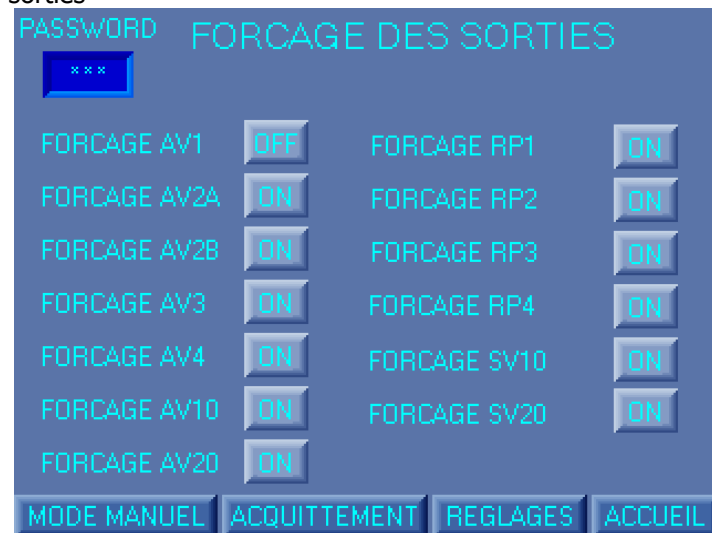 sorties
PASSWORD
FORCAGE DES SORTIES
***
FORCAGE AV1 OFF FORCAGE RP1 ON
FORCAGE AV2A ON FORCAGE RP2 ON
FORCAGE AV2B ON FORCAGE RP3 ON
FORCAGE AV3 ON FORCAGE RP4 ON
FORCAGE AV4 ON FORCAGE SV10 ON
FORCAGE AV10 ON FORCAGE SV20 ON
FORCAGE AV20 ON
MODE MANUEL ACQUITTEMENT REGLAGES ACCUEIL